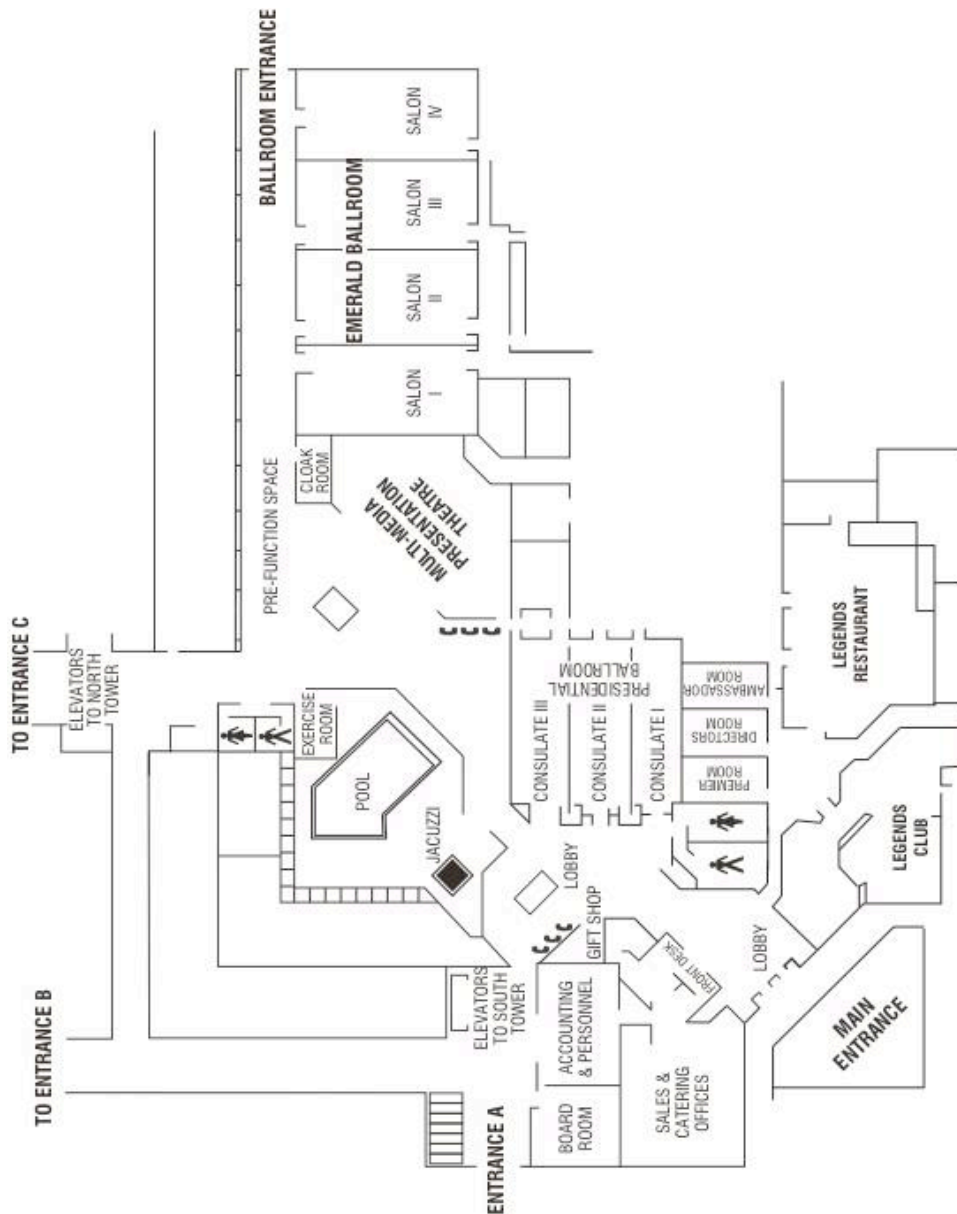 TO ENTRANCE B
TO ENTRANCE C
ELEVATORS
TO NORTH
TOWER
BALLROOM ENTRANCE
PRE-FUNCTION SPACE
CLOAK
ROOM
EMERALD BALLROOM
SALON
I
SALON
II
SALON
III
SALON
IV
MULTI-MEDIA
PRESENTATION
THEATRE
EXERCISE
ROOM
POOL
JACUZZI
ENTRANCE A
ELEVATORS
TO SOUTH
TOWER
LOBBY
GIFT SHOP
CONSULATE III
CONSULATE II
CONSULATE I
PRESIDENTIAL
BALLROOM
BOARD
ROOM
ACCOUNTING
& PERSONNEL
SALES &
CATERING
OFFICES
FRONT DESK
LOBBY
PREMIER
ROOM
DIRECTORS
ROOM
AMBASSADOR
ROOM
MAIN
ENTRANCE
LEGENDS
CLUB
LEGENDS
RESTAURANT